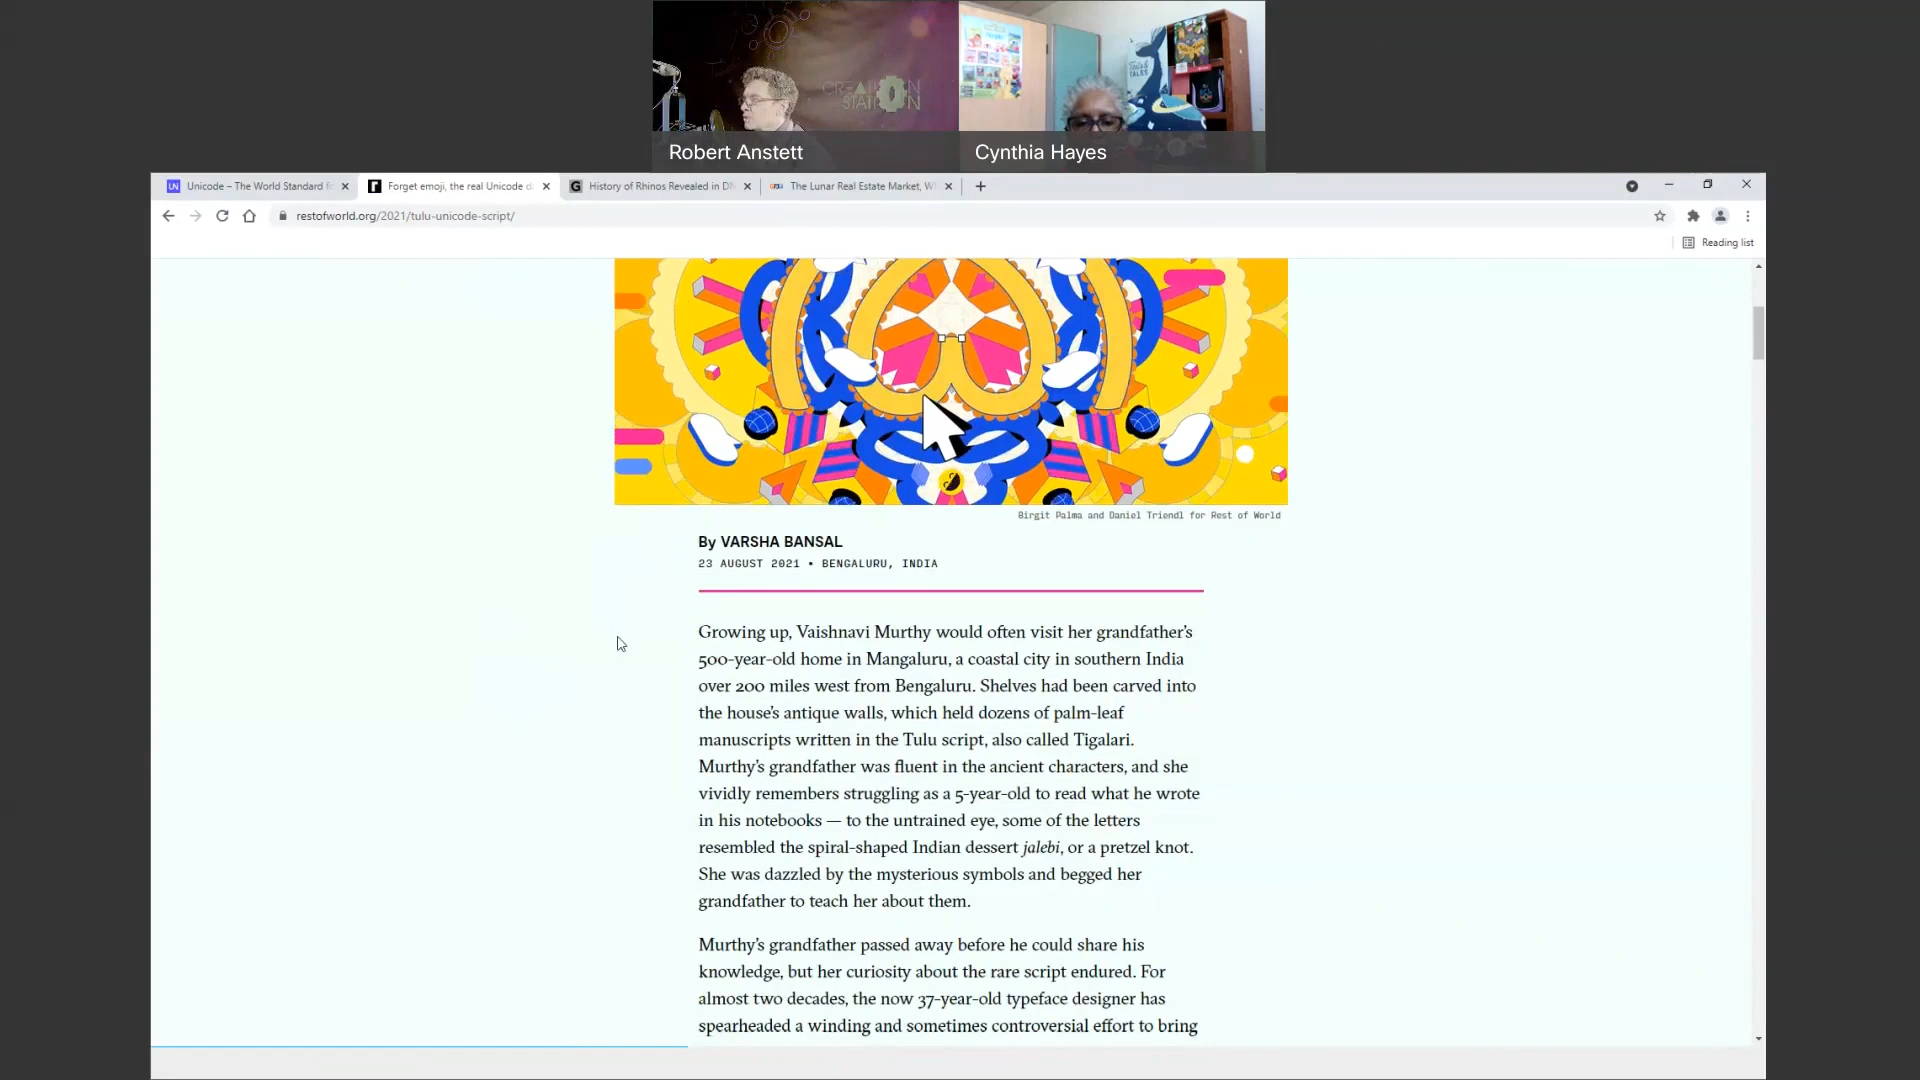 CREATION
STATION
Robert Anstett
Cynthia Hayes
Unicode – The World Standard fo
Forget emoji, the real Unicode d
History of Rhinos Revealed in DN
The Lunar Real Estate Market, W
restofworld.org/2021/tulu-unicode-script/
Reading list
Birgit Palma and Daniel Triendl for Rest of World
By VARSHA BANSAL
23 AUGUST 2021 • BENGALURU, INDIA
Growing up, Vaishnavi Murthy would often visit her grandfather’s
500-year-old home in Mangaluru, a coastal city in southern India
over 200 miles west from Bengaluru. Shelves had been carved into
the house’s antique walls, which held dozens of palm-leaf
manuscripts written in the Tulu script, also called Tigalari.
Murthy’s grandfather was fluent in the ancient characters, and she
vividly remembers struggling as a 5-year-old to read what he wrote
in his notebooks — to the untrained eye, some of the letters
resembled the spiral-shaped Indian dessert jalebi, or a pretzel knot.
She was dazzled by the mysterious symbols and begged her
grandfather to teach her about them.
Murthy’s grandfather passed away before he could share his
knowledge, but her curiosity about the rare script endured. For
almost two decades, the now 37-year-old typeface designer has
spearheaded a winding and sometimes controversial effort to bring